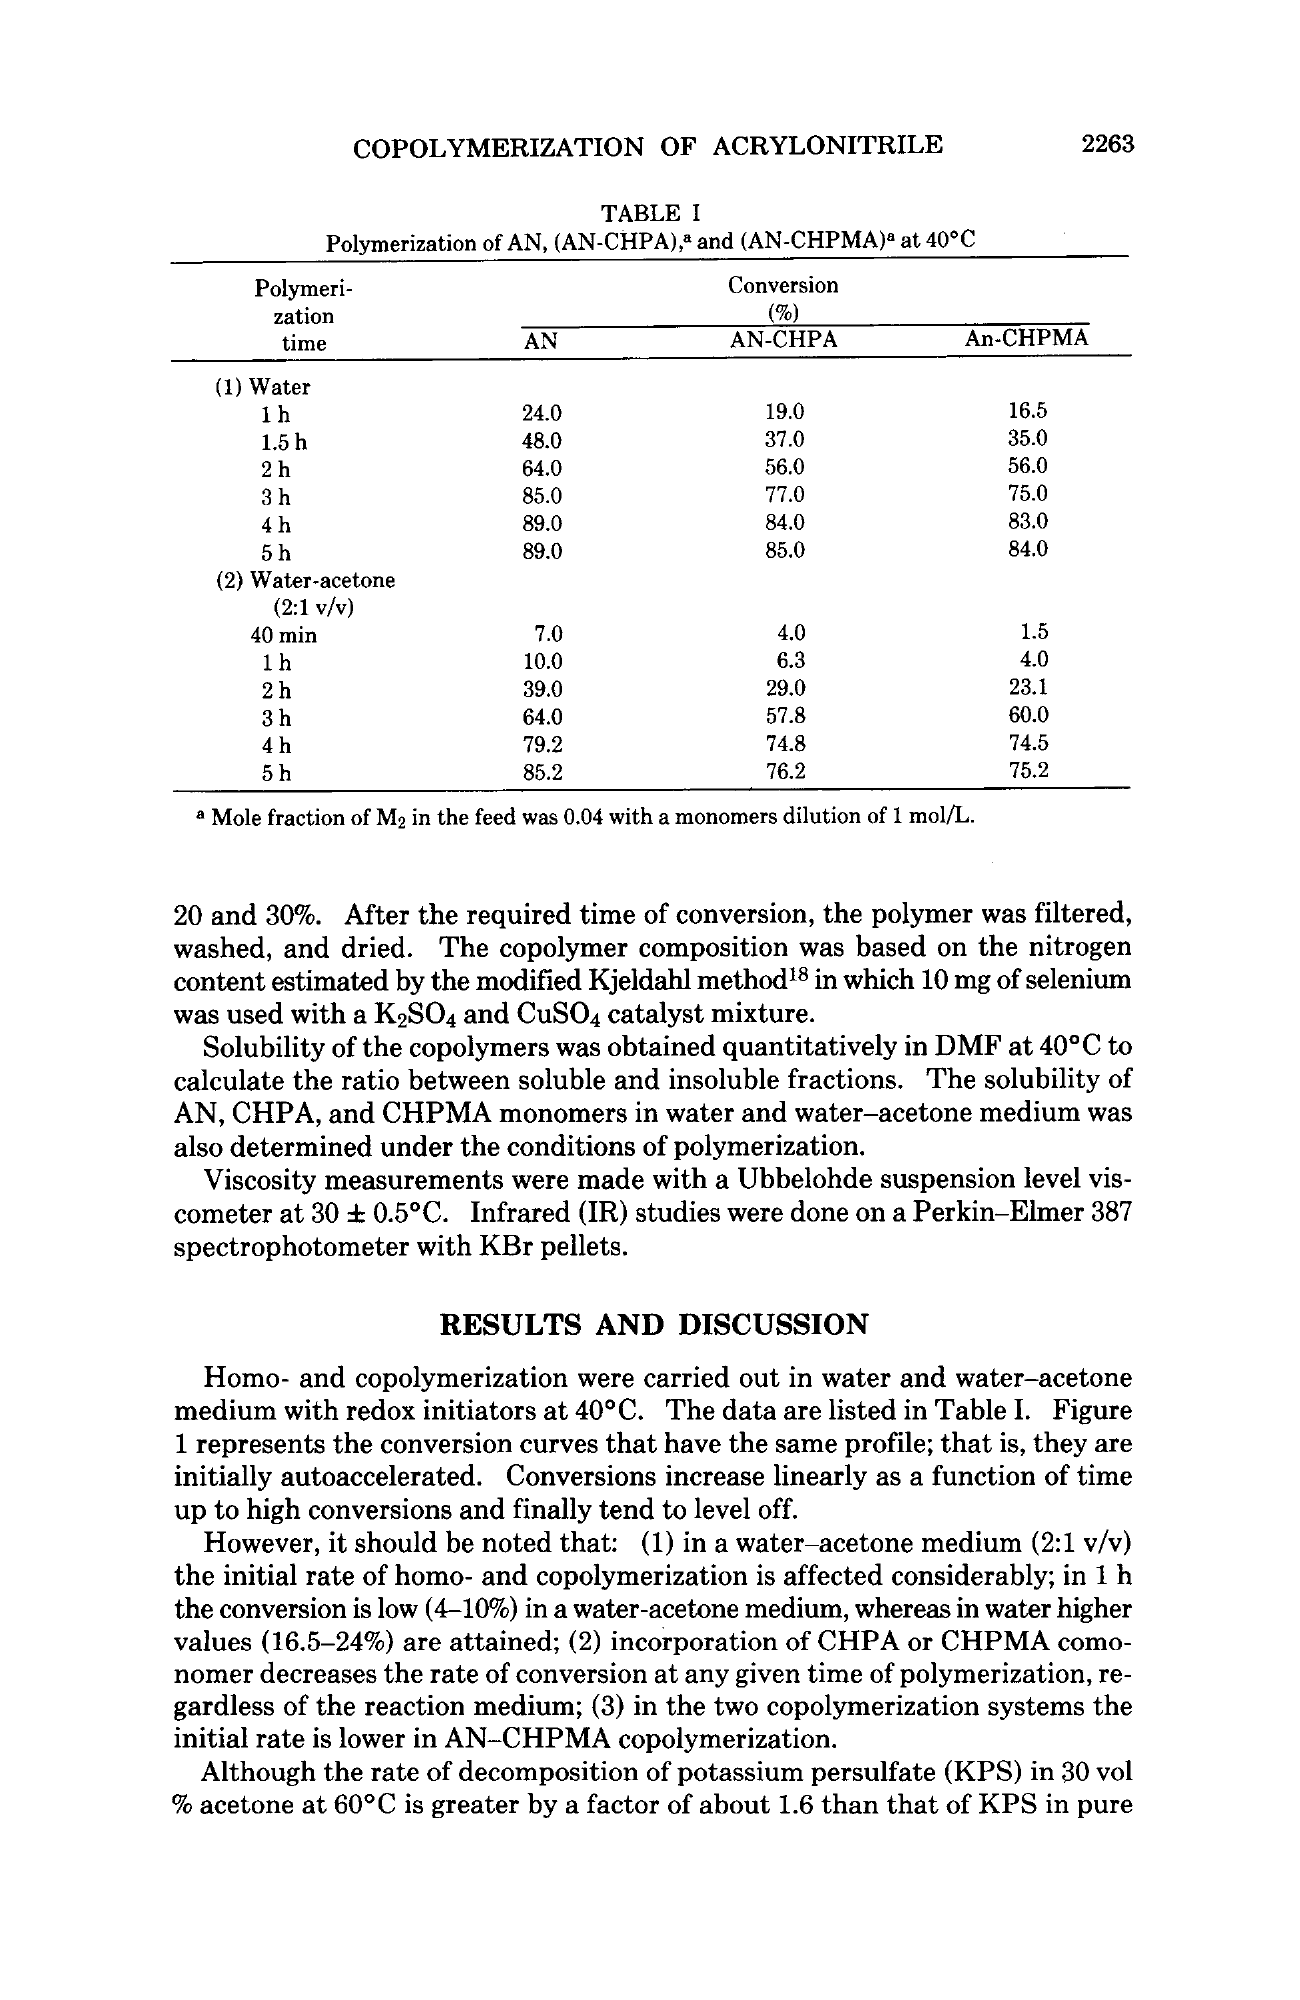 COPOLYMERIZATION OF ACRYLONITRILE 2263
TABLE I
Polymerization of AN, (AN-CHPA),ᵃ and (AN-CHPMA)ᵃ at 40°C
Polymeri- Conversion
zation (%)
time AN AN-CHPA An-CHPMA
(1) Water
1 h 24.0 19.0 16.5
1.5 h 48.0 37.0 35.0
2 h 64.0 56.0 56.0
3 h 85.0 77.0 75.0
4 h 89.0 84.0 83.0
5 h 89.0 85.0 84.0
(2) Water-acetone
(2:1 v/v)
40 min 7.0 4.0 1.5
1 h 10.0 6.3 4.0
2 h 39.0 29.0 23.1
3 h 64.0 57.8 60.0
4 h 79.2 74.8 74.5
5 h 85.2 76.2 75.2
ᵃ Mole fraction of M₂ in the feed was 0.04 with a monomers dilution of 1 mol/L.
20 and 30%. After the required time of conversion, the polymer was filtered,
washed, and dried. The copolymer composition was based on the nitrogen
content estimated by the modified Kjeldahl method¹⁸ in which 10 mg of selenium
was used with a K₂SO₄ and CuSO₄ catalyst mixture.
Solubility of the copolymers was obtained quantitatively in DMF at 40°C to
calculate the ratio between soluble and insoluble fractions. The solubility of
AN, CHPA, and CHPMA monomers in water and water–acetone medium was
also determined under the conditions of polymerization.
Viscosity measurements were made with a Ubbelohde suspension level vis-
cometer at 30 ± 0.5°C. Infrared (IR) studies were done on a Perkin–Elmer 387
spectrophotometer with KBr pellets.
RESULTS AND DISCUSSION
Homo- and copolymerization were carried out in water and water–acetone
medium with redox initiators at 40°C. The data are listed in Table I. Figure
1 represents the conversion curves that have the same profile; that is, they are
initially autoaccelerated. Conversions increase linearly as a function of time
up to high conversions and finally tend to level off.
However, it should be noted that: (1) in a water–acetone medium (2:1 v/v)
the initial rate of homo- and copolymerization is affected considerably; in 1 h
the conversion is low (4–10%) in a water-acetone medium, whereas in water higher
values (16.5–24%) are attained; (2) incorporation of CHPA or CHPMA como-
nomer decreases the rate of conversion at any given time of polymerization, re-
gardless of the reaction medium; (3) in the two copolymerization systems the
initial rate is lower in AN–CHPMA copolymerization.
Although the rate of decomposition of potassium persulfate (KPS) in 30 vol
% acetone at 60°C is greater by a factor of about 1.6 than that of KPS in pure